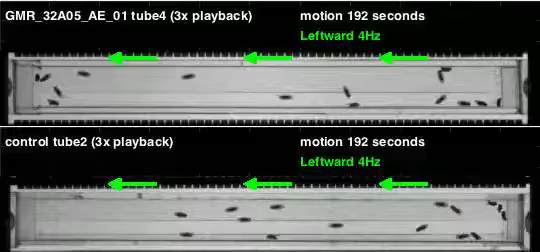 GMR_32A05_AE_01 tube4 (3x playback)
motion 192 seconds
Leftward 4Hz
control tube2 (3x playback)
motion 192 seconds
Leftward 4Hz